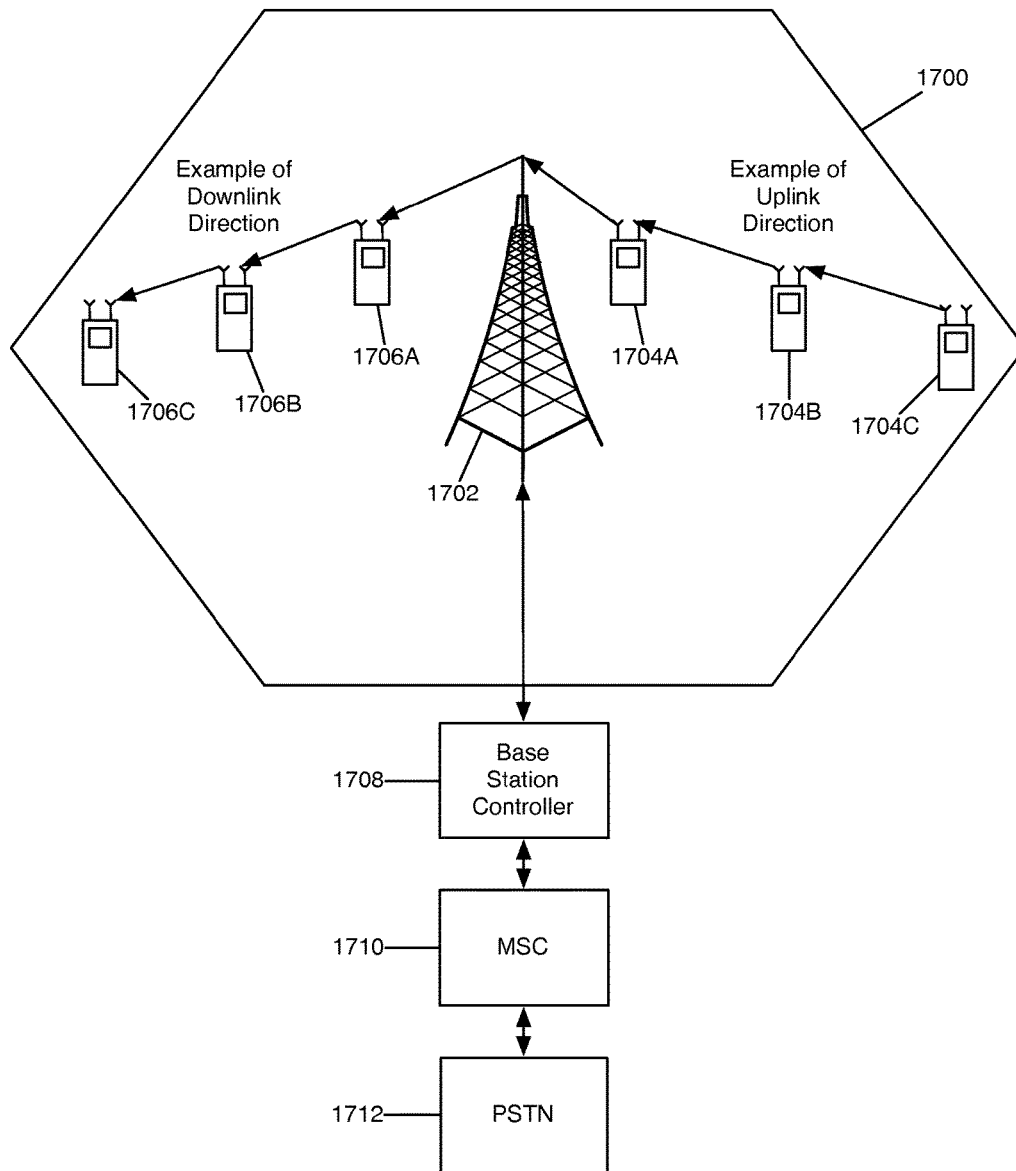 1700
Example of
Downlink
Direction
Example of
Uplink
Direction
1706A
1704A
1706B
1704B
1706C
1704C
1702
Base
Station
Controller
1708
MSC
1710
PSTN
1712